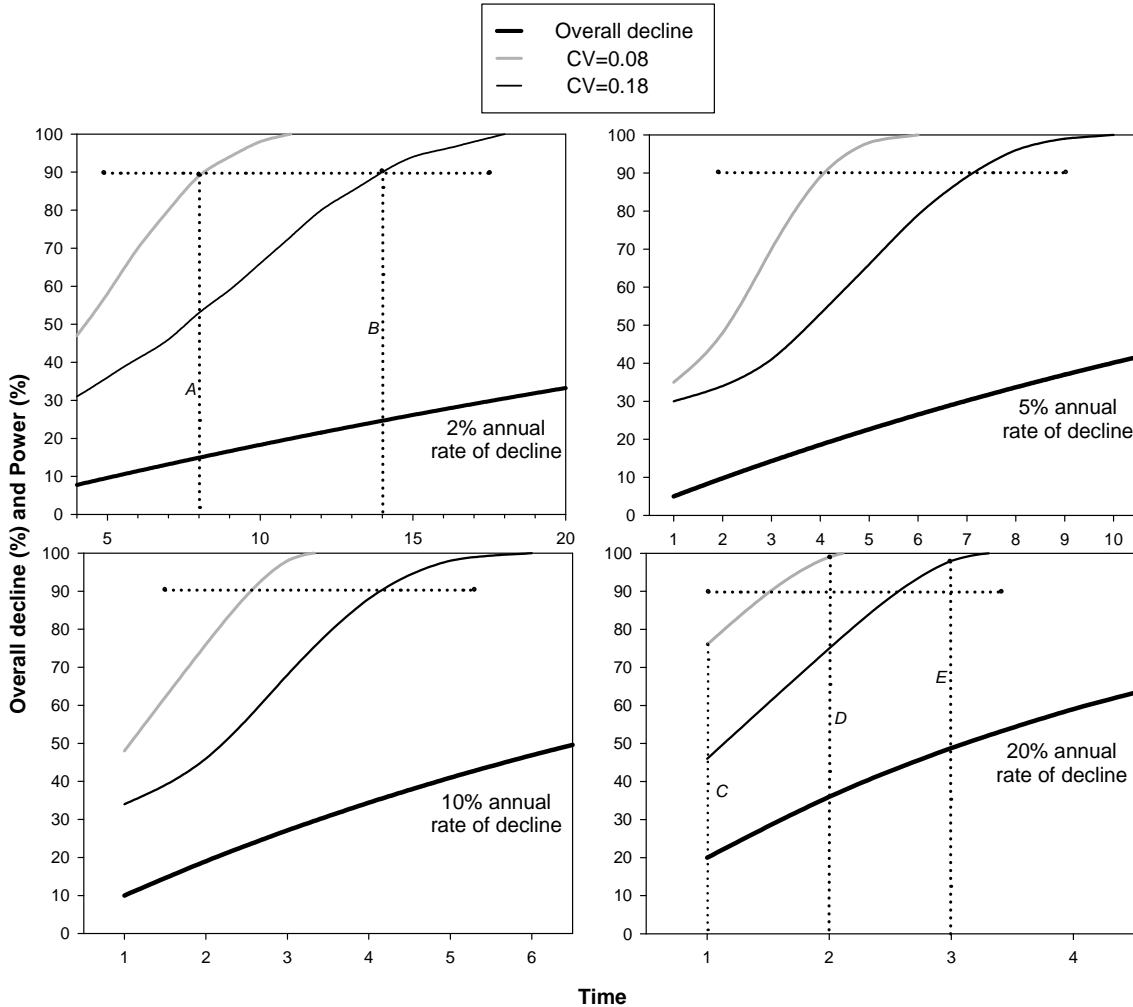 Overall decline
CV=0.08
CV=0.18
Overall decline (%) and Power (%)
100
90
80
70
60
50
40
30
20
10
0
A
B
2% annual
rate of decline
5
10
15
20
100
90
80
70
60
50
40
30
20
10
0
5% annual
rate of decline
1 2 3 4 5 6 7 8 9 10
100
90
80
70
60
50
40
30
20
10
0
10% annual
rate of decline
1 2 3 4 5 6
100
90
80
70
60
50
40
30
20
10
0
C
D
E
20% annual
rate of decline
1 2 3 4
Time